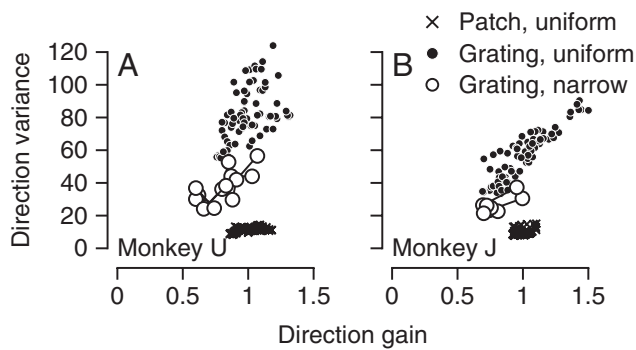 Patch, uniform
Grating, uniform
Grating, narrow
A
B
Direction variance
120
100
80
60
40
20
0
Monkey U
Monkey J
0 0.5 1 1.5
0 0.5 1 1.5
Direction gain